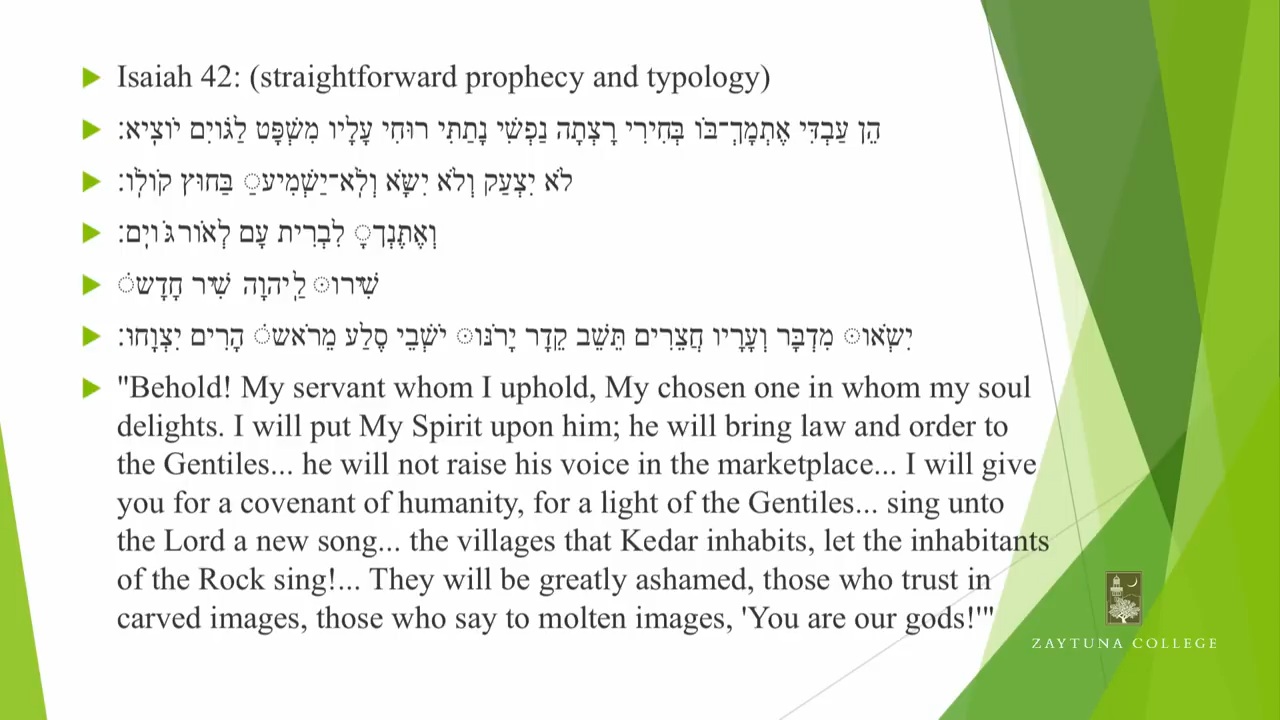 Isaiah 42: (straightforward prophecy and typology)
הֵן עַבְדִּי אֶתְמָךְ־בּוֹ בְּחִירִי רָצְתָה נַפְשִׁי נָתַתִּי רוּחִי עָלָיו מִשְׁפָּט לַגּוֹיִם יוֹצִיא׃
לֹא יִצְעַק וְלֹא יִשָּׂא וְלֹא־יַשְׁמִיעַ בַּחוּץ קוֹלוֹ׃
וְאֶתֶּנְךָ לִבְרִית עָם לְאוֹר גּוֹיִם׃
שִׁירוּ לַיהוָה שִׁיר חָדָשׁ
יִשְׂאוּ מִדְבָּר וְעָרָיו חֲצֵרִים תֵּשֵׁב קֵדָר יָרֹנּוּ יֹשְׁבֵי סֶלַע מֵרֹאשׁ הָרִים יִצְוָחוּ׃
"Behold! My servant whom I uphold, My chosen one in whom my soul
delights. I will put My Spirit upon him; he will bring law and order to
the Gentiles... he will not raise his voice in the marketplace... I will give
you for a covenant of humanity, for a light of the Gentiles... sing unto
the Lord a new song... the villages that Kedar inhabits, let the inhabitants
of the Rock sing!... They will be greatly ashamed, those who trust in
carved images, those who say to molten images, 'You are our gods!'"
ZAYTUNA COLLEGE